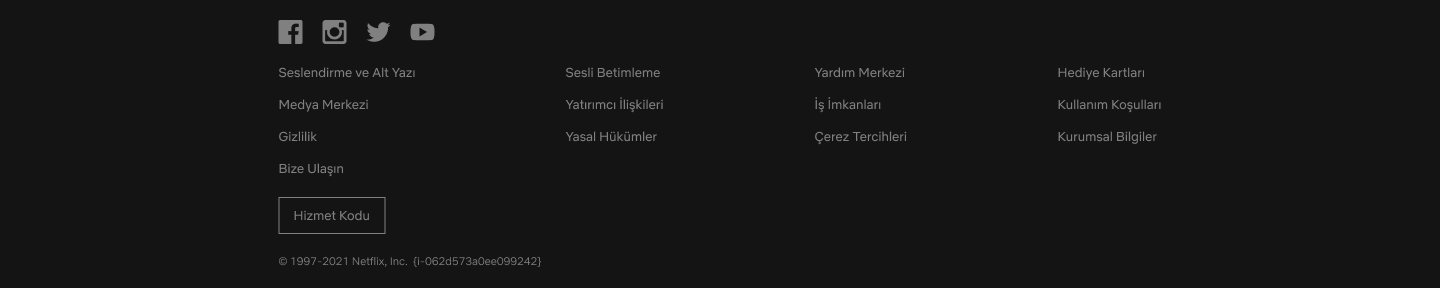 Seslendirme ve Alt Yazı Sesli Betimleme Yardım Merkezi Hediye Kartları
Medya Merkezi Yatırımcı İlişkileri İş İmkanları Kullanım Koşulları
Gizlilik Yasal Hükümler Çerez Tercihleri Kurumsal Bilgiler
Bize Ulaşın
Hizmet Kodu
© 1997-2021 Netflix, Inc. {i-062d573a0ee099242}